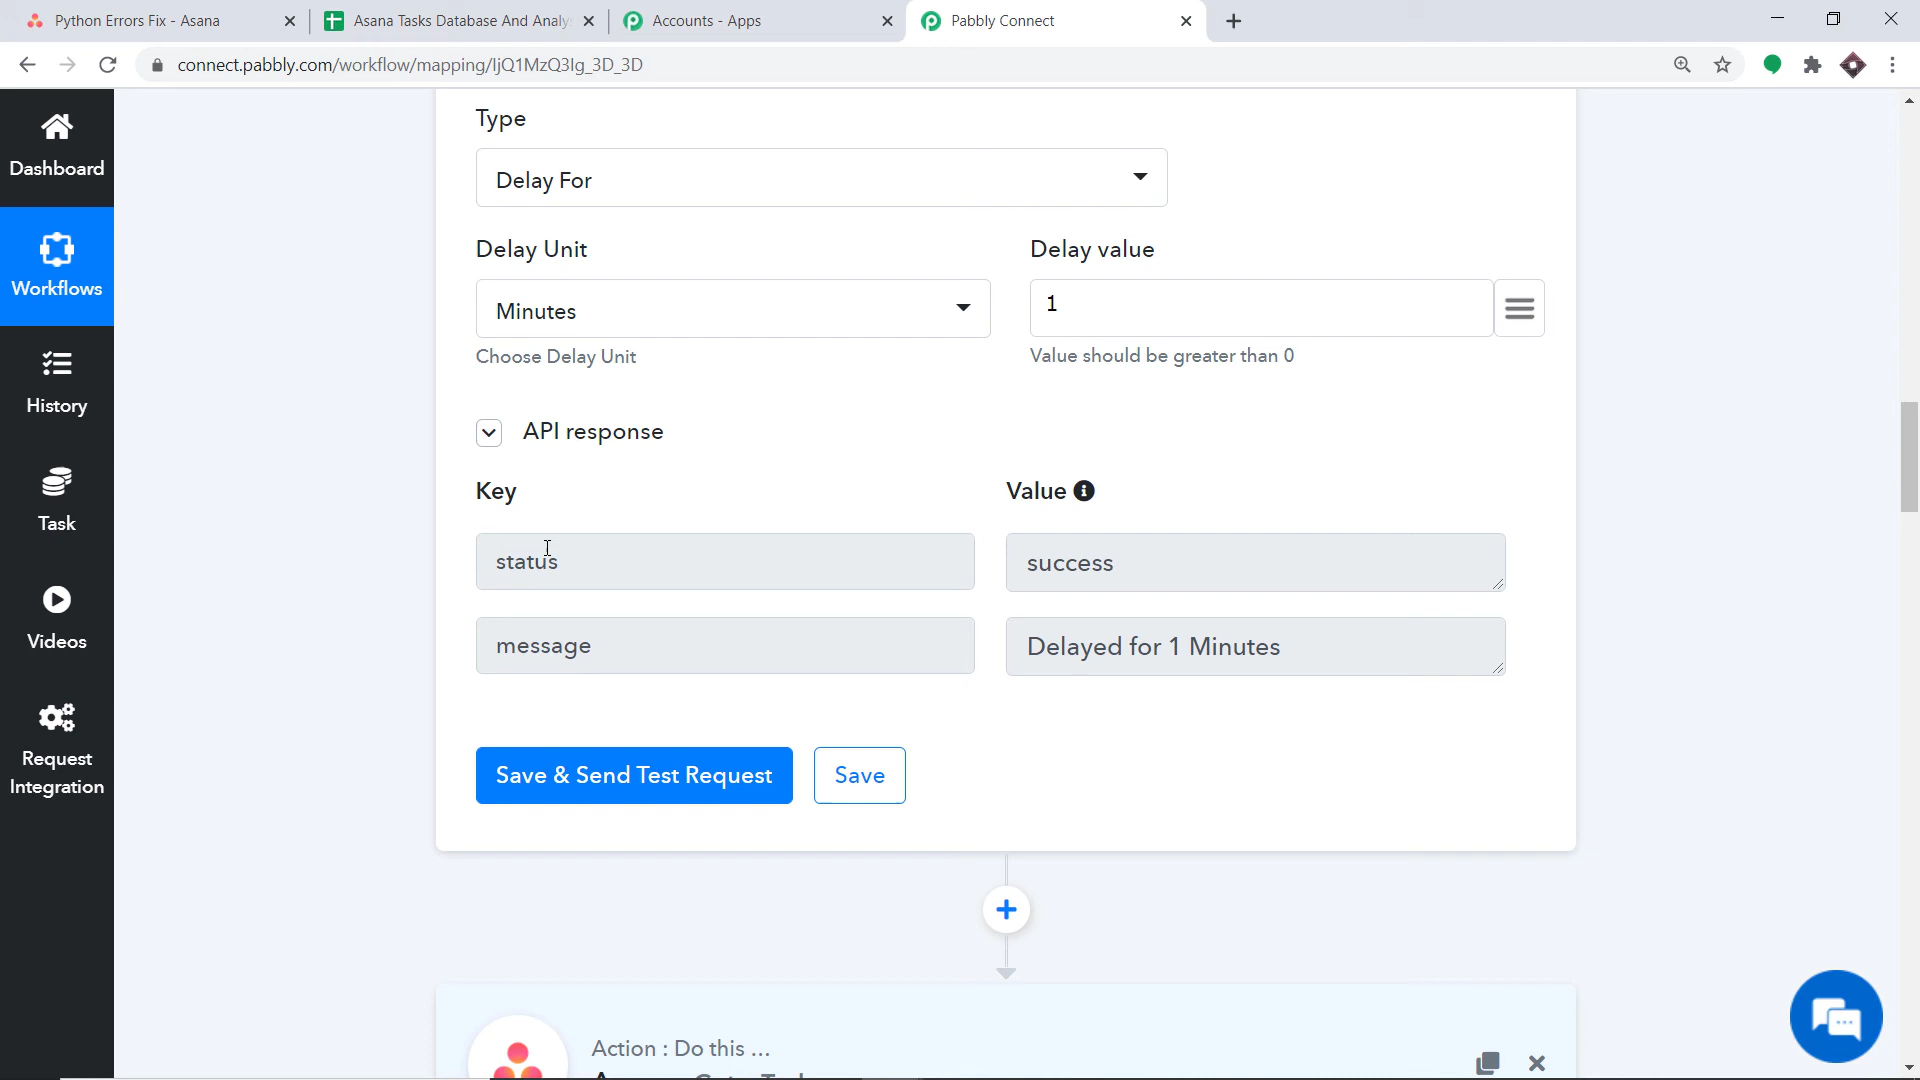 Python Errors Fix - Asana
Asana Tasks Database And Analy
Accounts - Apps
Pabbly Connect
connect.pabbly.com/workflow/mapping/IjQ1MzQ3Ig_3D_3D
Dashboard
Workflows
History
Task
Videos
Request
Integration
Type
Delay For
Delay Unit
Delay value
Minutes
1
Choose Delay Unit
Value should be greater than 0
API response
Key
Value
status
success
message
Delayed for 1 Minutes
Save & Send Test Request
Save
Action : Do this ...